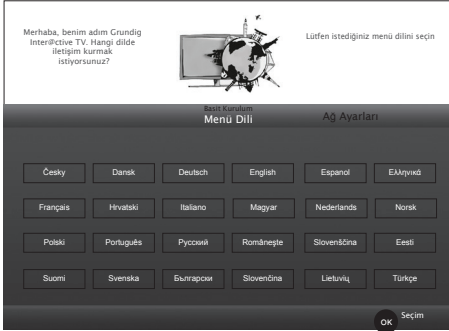 Merhaba, benim adım Grundig
Inter@ctive TV. Hangi dilde
iletişim kurmak
istiyorsunuz?
Lütfen istediğiniz menü dilini seçin
Basit Kurulum
Menü Dili
Ağ Ayarları
Česky Dansk Deutsch English Espanol Ελληνικά
Français Hrvatski Italiano Magyar Nederlands Norsk
Polski Português Русский Româneşte Slovenščina Eesti
Suomi Svenska Български Slovenčina Lietuvių Türkçe
OK Seçim